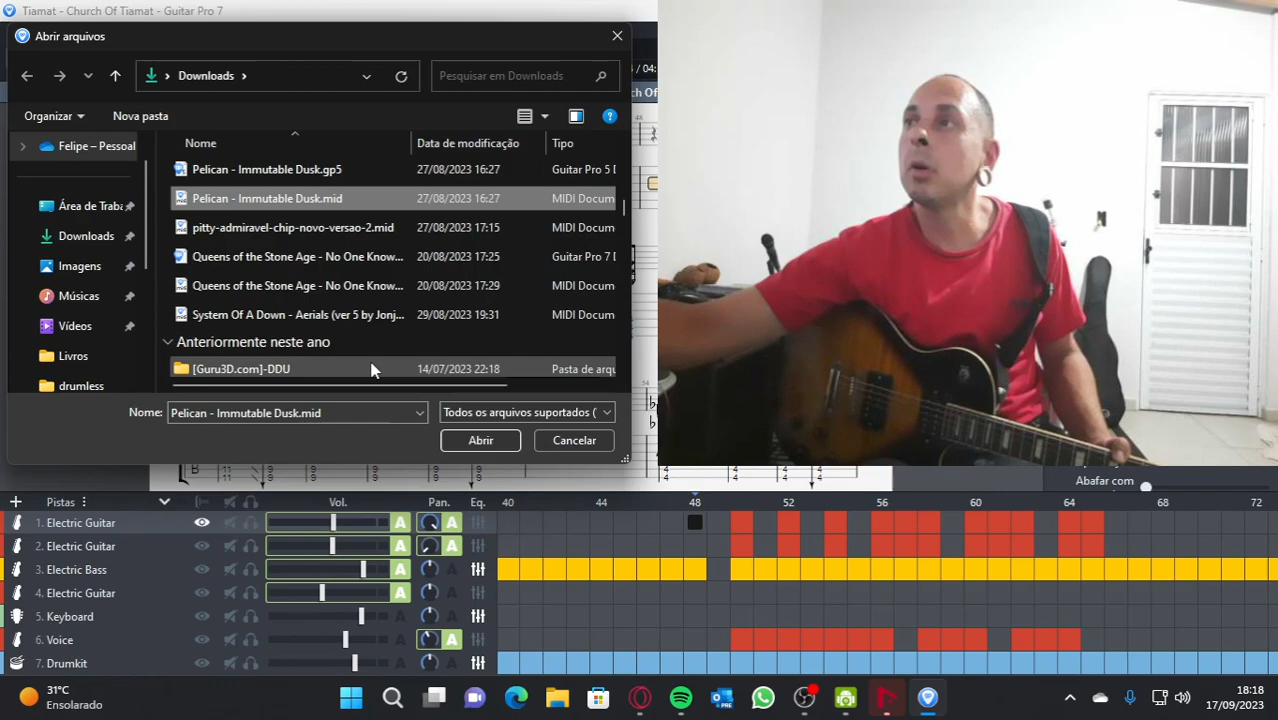 Tiamat - Church Of Tiamat - Guitar Pro 7
Abrir arquivos
Downloads
Pesquisar em Downloads
/ 04:
Organizar
Nova pasta
ch Of
48
Nome
Data de modificação
Tipo
Felipe – Pessoal
Área de Traba
Downloads
Imagens
Músicas
Vídeos
Livros
drumless
Pelican - Immutable Dusk.gp5 27/08/2023 16:27 Guitar Pro 5 D
Pelican - Immutable Dusk.mid 27/08/2023 16:27 MIDI Docum
pitty-admiravel-chip-novo-versao-2.mid 27/08/2023 17:15 MIDI Docum
Queens of the Stone Age - No One Know... 20/08/2023 17:25 Guitar Pro 7 D
Queens of the Stone Age - No One Know... 20/08/2023 17:29 MIDI Docum
System Of A Down - Aerials (ver 5 by Jonj... 29/08/2023 19:31 MIDI Docum
Anteriormente neste ano
[Guru3D.com]-DDU 14/07/2023 22:18 Pasta de arqu
54
Nome: Pelican - Immutable Dusk.mid Todos os arquivos suportados (
Abrir
Cancelar
Abafar com
Pistas Vol. Pan. Eq. 40 44 48 52 56 60 64 68 72
1. Electric Guitar A A
2. Electric Guitar A A
3. Electric Bass A A
4. Electric Guitar A A
5. Keyboard A A
6. Voice A A
7. Drumkit
31°C
Ensolarado
PRE
18:18
17/09/2023